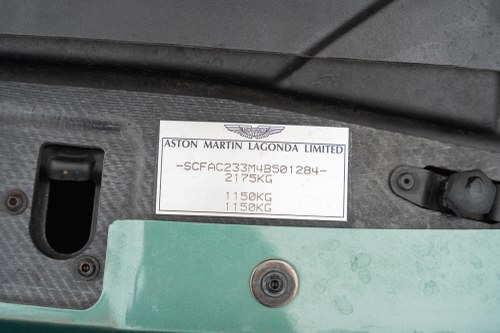 ASTON MARTIN LAGONDA LIMITED
-SCFAC233M4B501284-
2175KG
1150KG
1150KG